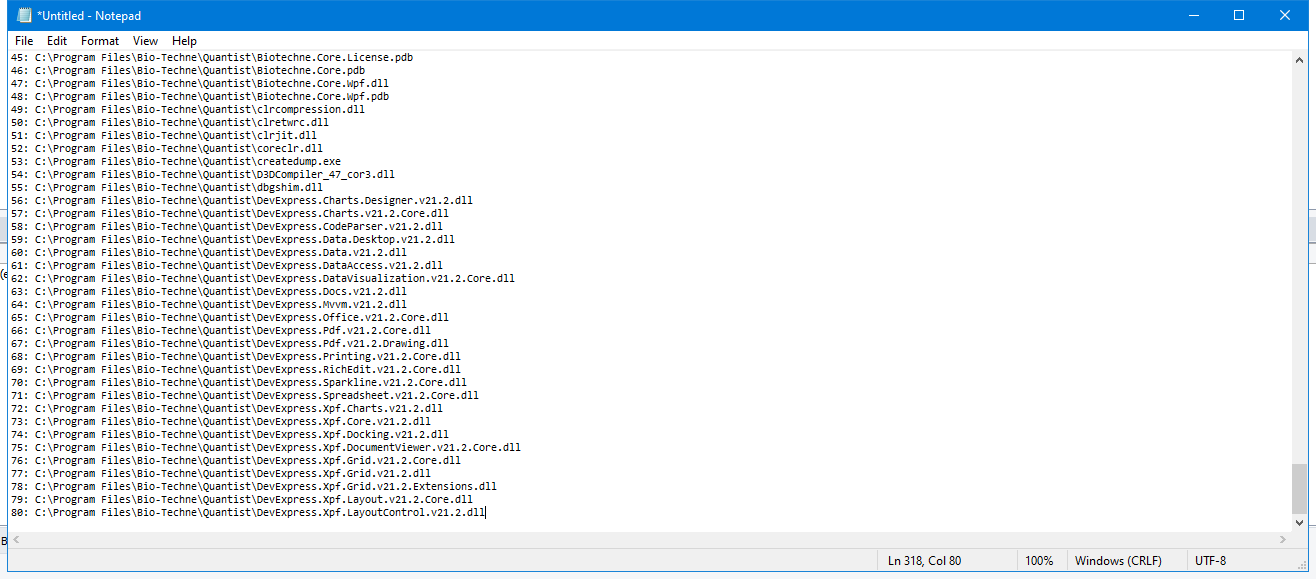 *Untitled - Notepad
File Edit Format View Help
45: C:\Program Files\Bio-Techne\Quantist\Biotechne.Core.License.pdb
46: C:\Program Files\Bio-Techne\Quantist\Biotechne.Core.pdb
47: C:\Program Files\Bio-Techne\Quantist\Biotechne.Core.Wpf.dll
48: C:\Program Files\Bio-Techne\Quantist\Biotechne.Core.Wpf.pdb
49: C:\Program Files\Bio-Techne\Quantist\clrcompression.dll
50: C:\Program Files\Bio-Techne\Quantist\clretwrc.dll
51: C:\Program Files\Bio-Techne\Quantist\clrjit.dll
52: C:\Program Files\Bio-Techne\Quantist\coreclr.dll
53: C:\Program Files\Bio-Techne\Quantist\createdump.exe
54: C:\Program Files\Bio-Techne\Quantist\D3DCompiler_47_cor3.dll
55: C:\Program Files\Bio-Techne\Quantist\dbgshim.dll
56: C:\Program Files\Bio-Techne\Quantist\DevExpress.Charts.Designer.v21.2.dll
57: C:\Program Files\Bio-Techne\Quantist\DevExpress.Charts.v21.2.Core.dll
58: C:\Program Files\Bio-Techne\Quantist\DevExpress.CodeParser.v21.2.dll
59: C:\Program Files\Bio-Techne\Quantist\DevExpress.Data.Desktop.v21.2.dll
60: C:\Program Files\Bio-Techne\Quantist\DevExpress.Data.v21.2.dll
61: C:\Program Files\Bio-Techne\Quantist\DevExpress.DataAccess.v21.2.dll
62: C:\Program Files\Bio-Techne\Quantist\DevExpress.DataVisualization.v21.2.Core.dll
63: C:\Program Files\Bio-Techne\Quantist\DevExpress.Docs.v21.2.dll
64: C:\Program Files\Bio-Techne\Quantist\DevExpress.Mvvm.v21.2.dll
65: C:\Program Files\Bio-Techne\Quantist\DevExpress.Office.v21.2.Core.dll
66: C:\Program Files\Bio-Techne\Quantist\DevExpress.Pdf.v21.2.Core.dll
67: C:\Program Files\Bio-Techne\Quantist\DevExpress.Pdf.v21.2.Drawing.dll
68: C:\Program Files\Bio-Techne\Quantist\DevExpress.Printing.v21.2.Core.dll
69: C:\Program Files\Bio-Techne\Quantist\DevExpress.RichEdit.v21.2.Core.dll
70: C:\Program Files\Bio-Techne\Quantist\DevExpress.Sparkline.v21.2.Core.dll
71: C:\Program Files\Bio-Techne\Quantist\DevExpress.Spreadsheet.v21.2.Core.dll
72: C:\Program Files\Bio-Techne\Quantist\DevExpress.Xpf.Charts.v21.2.dll
73: C:\Program Files\Bio-Techne\Quantist\DevExpress.Xpf.Core.v21.2.dll
74: C:\Program Files\Bio-Techne\Quantist\DevExpress.Xpf.Docking.v21.2.dll
75: C:\Program Files\Bio-Techne\Quantist\DevExpress.Xpf.DocumentViewer.v21.2.Core.dll
76: C:\Program Files\Bio-Techne\Quantist\DevExpress.Xpf.Grid.v21.2.Core.dll
77: C:\Program Files\Bio-Techne\Quantist\DevExpress.Xpf.Grid.v21.2.dll
78: C:\Program Files\Bio-Techne\Quantist\DevExpress.Xpf.Grid.v21.2.Extensions.dll
79: C:\Program Files\Bio-Techne\Quantist\DevExpress.Xpf.Layout.v21.2.Core.dll
80: C:\Program Files\Bio-Techne\Quantist\DevExpress.Xpf.LayoutControl.v21.2.dll
Ln 318, Col 80 100% Windows (CRLF) UTF-8